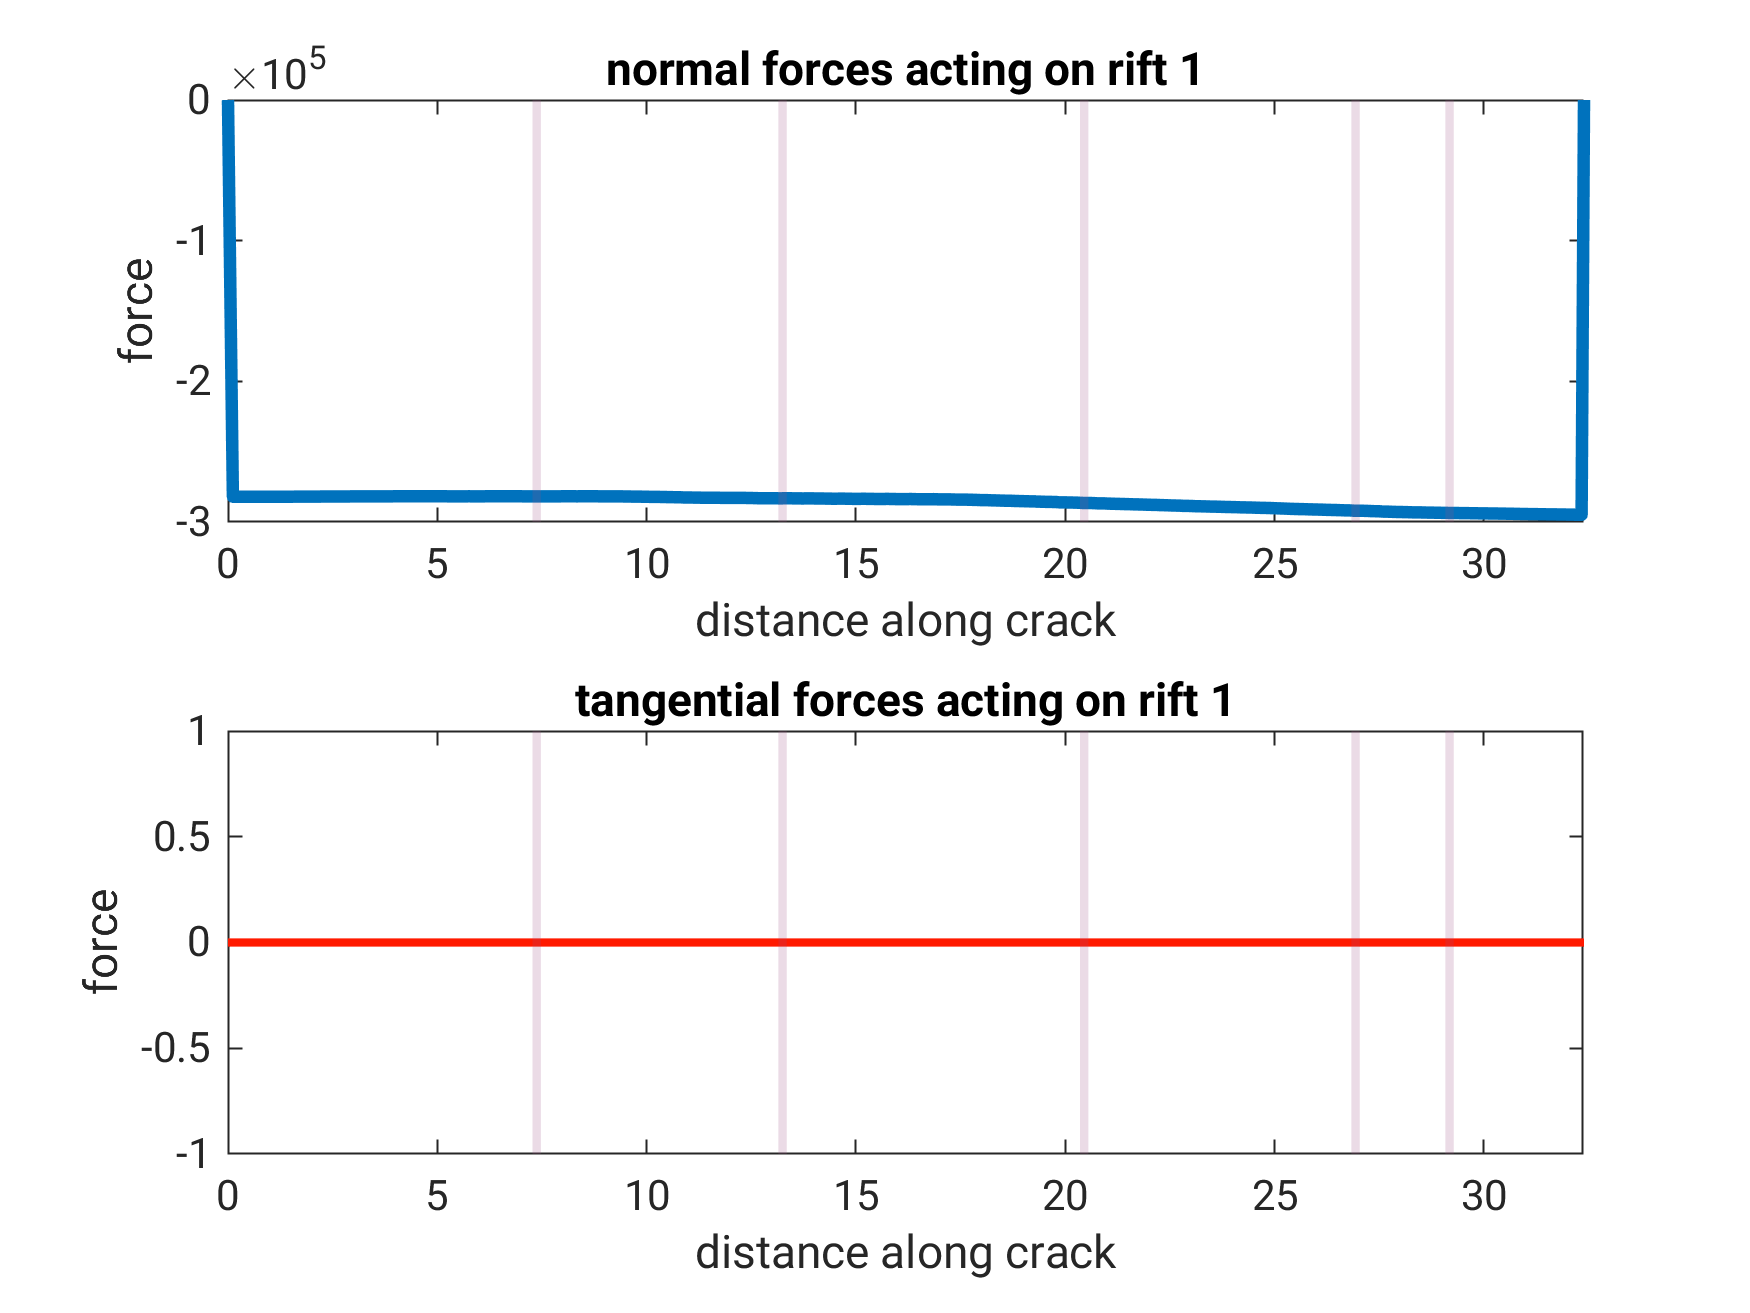 ×10⁵
normal forces acting on rift 1
0
-1
-2
-3
force
0 5 10 15 20 25 30
distance along crack
tangential forces acting on rift 1
1
0.5
0
-0.5
-1
force
0 5 10 15 20 25 30
distance along crack